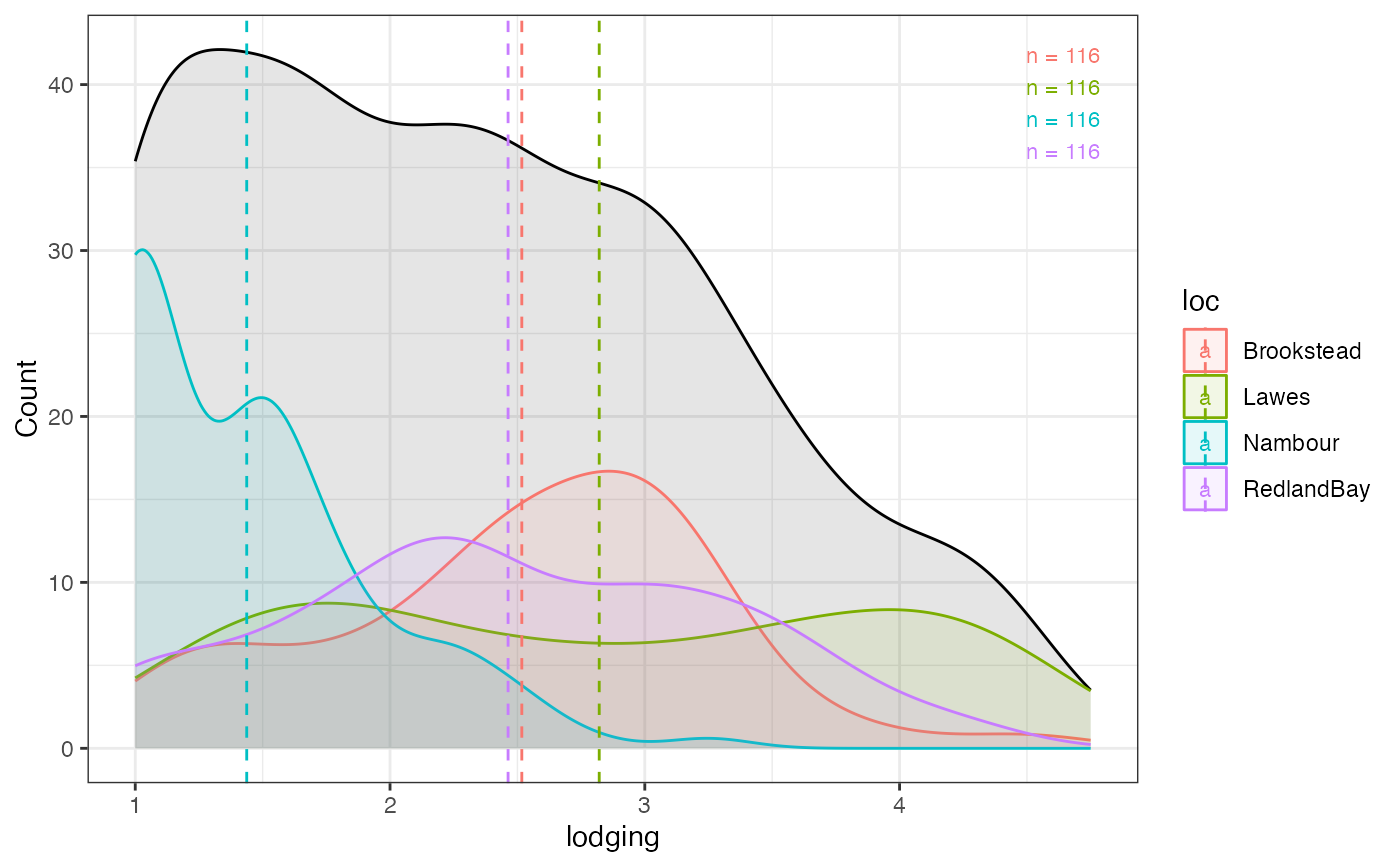 n = 116
n = 116
n = 116
n = 116
40
30
20
10
0
Count
1 2 3 4
lodging
loc
a Brookstead
a Lawes
a Nambour
a RedlandBay